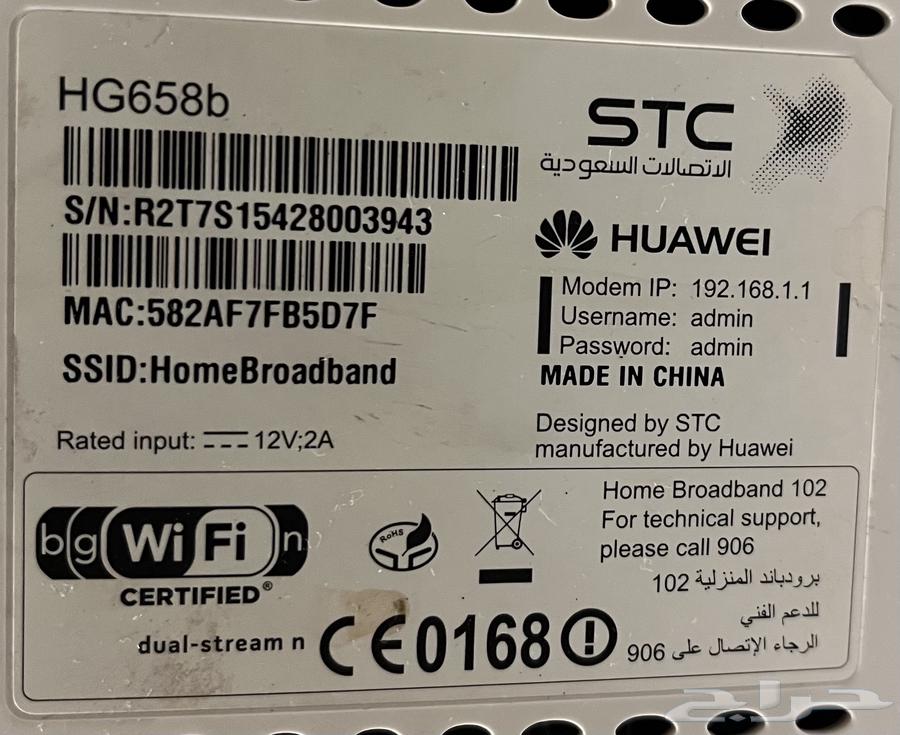 HG658b
S/N:R2T7S15428003943
MAC:582AF7FB5D7F
SSID:HomeBroadband
Rated input: 12V;2A
STC
الاتصالات السعودية
HUAWEI
Modem IP: 192.168.1.1
Username: admin
Password: admin
MADE IN CHINA
Designed by STC
manufactured by Huawei
b g WiFi n
CERTIFIED®
dual-stream n
RoHS
CE0168
Home Broadband 102
For technical support,
please call 906
برودباند المنزلية 102
للدعم الفني
الرجاء الإتصال على 906
حراج